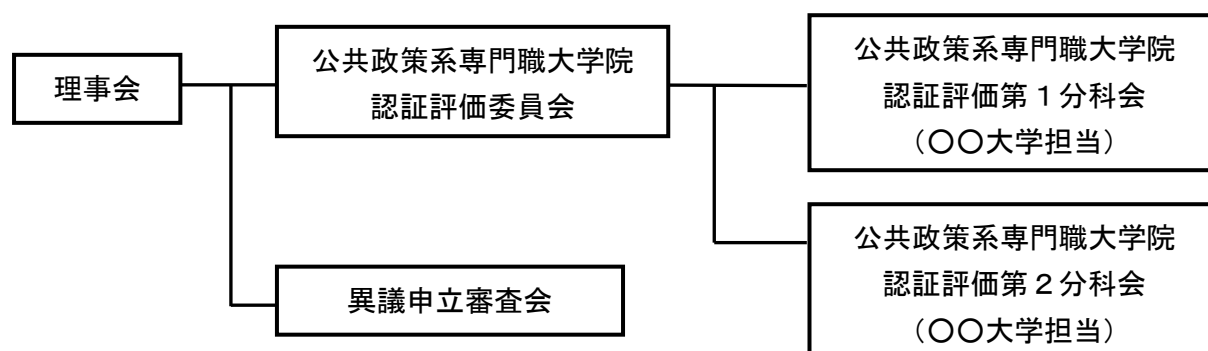 理事会
公共政策系専門職大学院
認証評価委員会
異議申立審査会
公共政策系専門職大学院
認証評価第１分科会
（〇〇大学担当）
公共政策系専門職大学院
認証評価第２分科会
（〇〇大学担当）